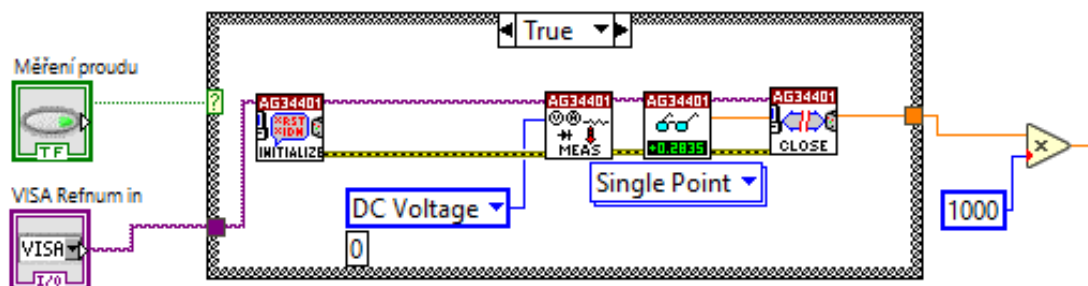 True
Měření proudu
?
TF
AG34401
*RST
*IDN
INITIALIZE
AG34401
MEAS
AG34401
+0.2835
AG34401
CLOSE
Single Point
DC Voltage
0
VISA Refnum in
VISA
I/O
×
1000